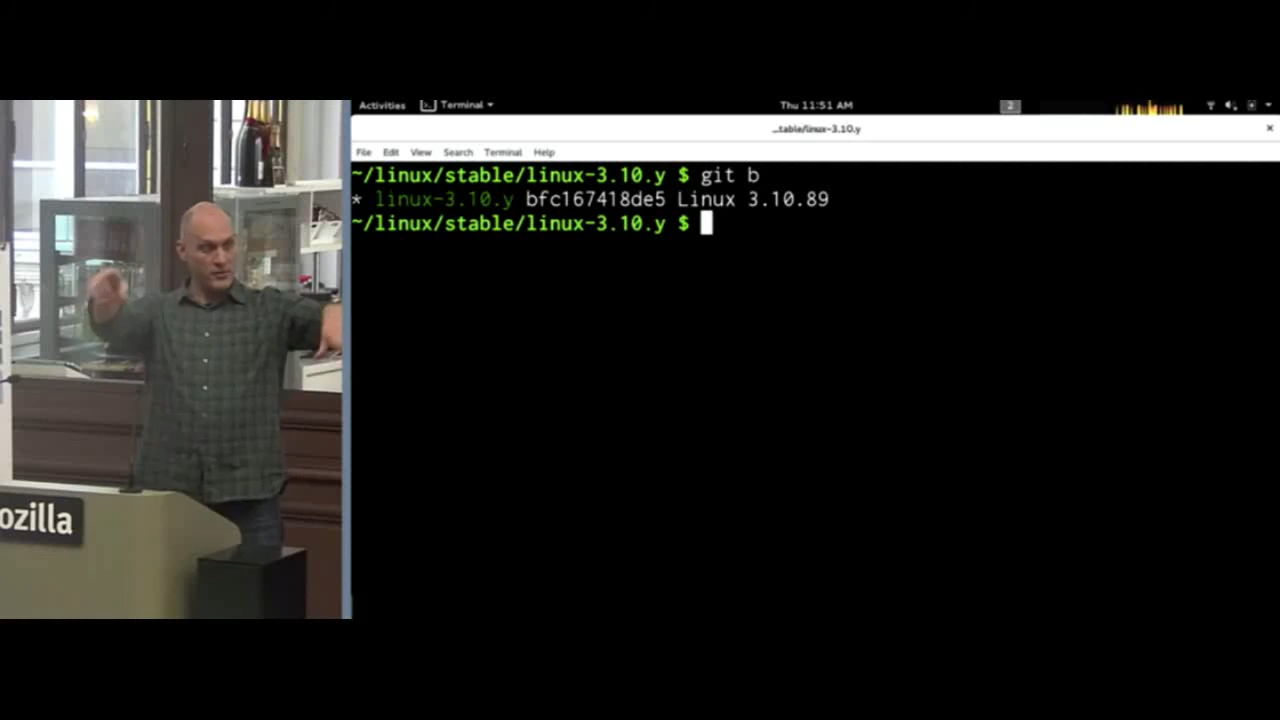 Activities Terminal Thu 11:51 AM 2
...table/linux-3.10.y
File Edit View Search Terminal Help
~/linux/stable/linux-3.10.y $ git b
* linux-3.10.y bfc167418de5 Linux 3.10.89
~/linux/stable/linux-3.10.y $
ozilla